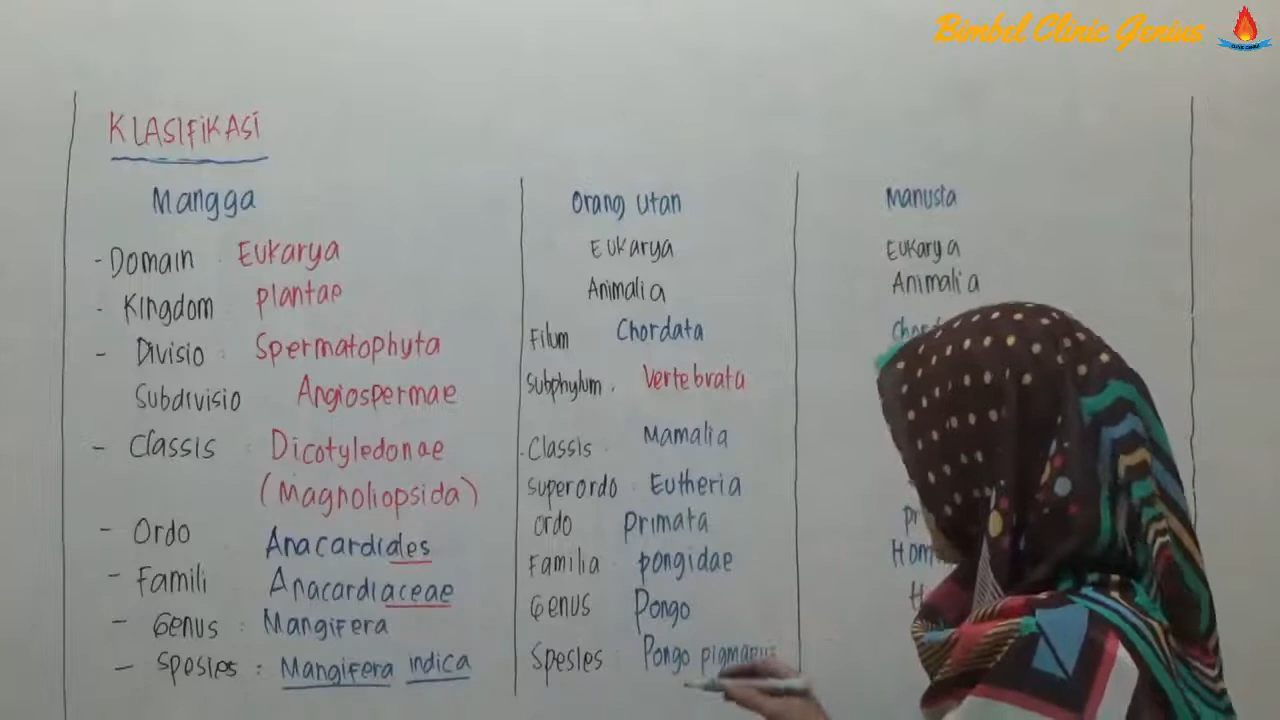 Bimbel Clinic Genius
KLASIFIKASI
Mangga
- Domain : Eukarya
- Kingdom plantae
- Divisio : Spermatophyta
Subdivisio Angiospermae
- Classis : Dicotyledonae
(Magnoliopsida)
- Ordo Anacardiales
- Famili Anacardiaceae
- Genus : Mangifera
- Spesies : Mangifera indica
Orang utan
Eukarya
Animalia
Filum Chordata
Subphylum . Vertebrata
Classis . Mamalia
Superordo : Eutheria
Ordo primata
Familia : pongidae
Genus Pongo
Spesies : Pongo
Manusia
Eukarya
Animalia